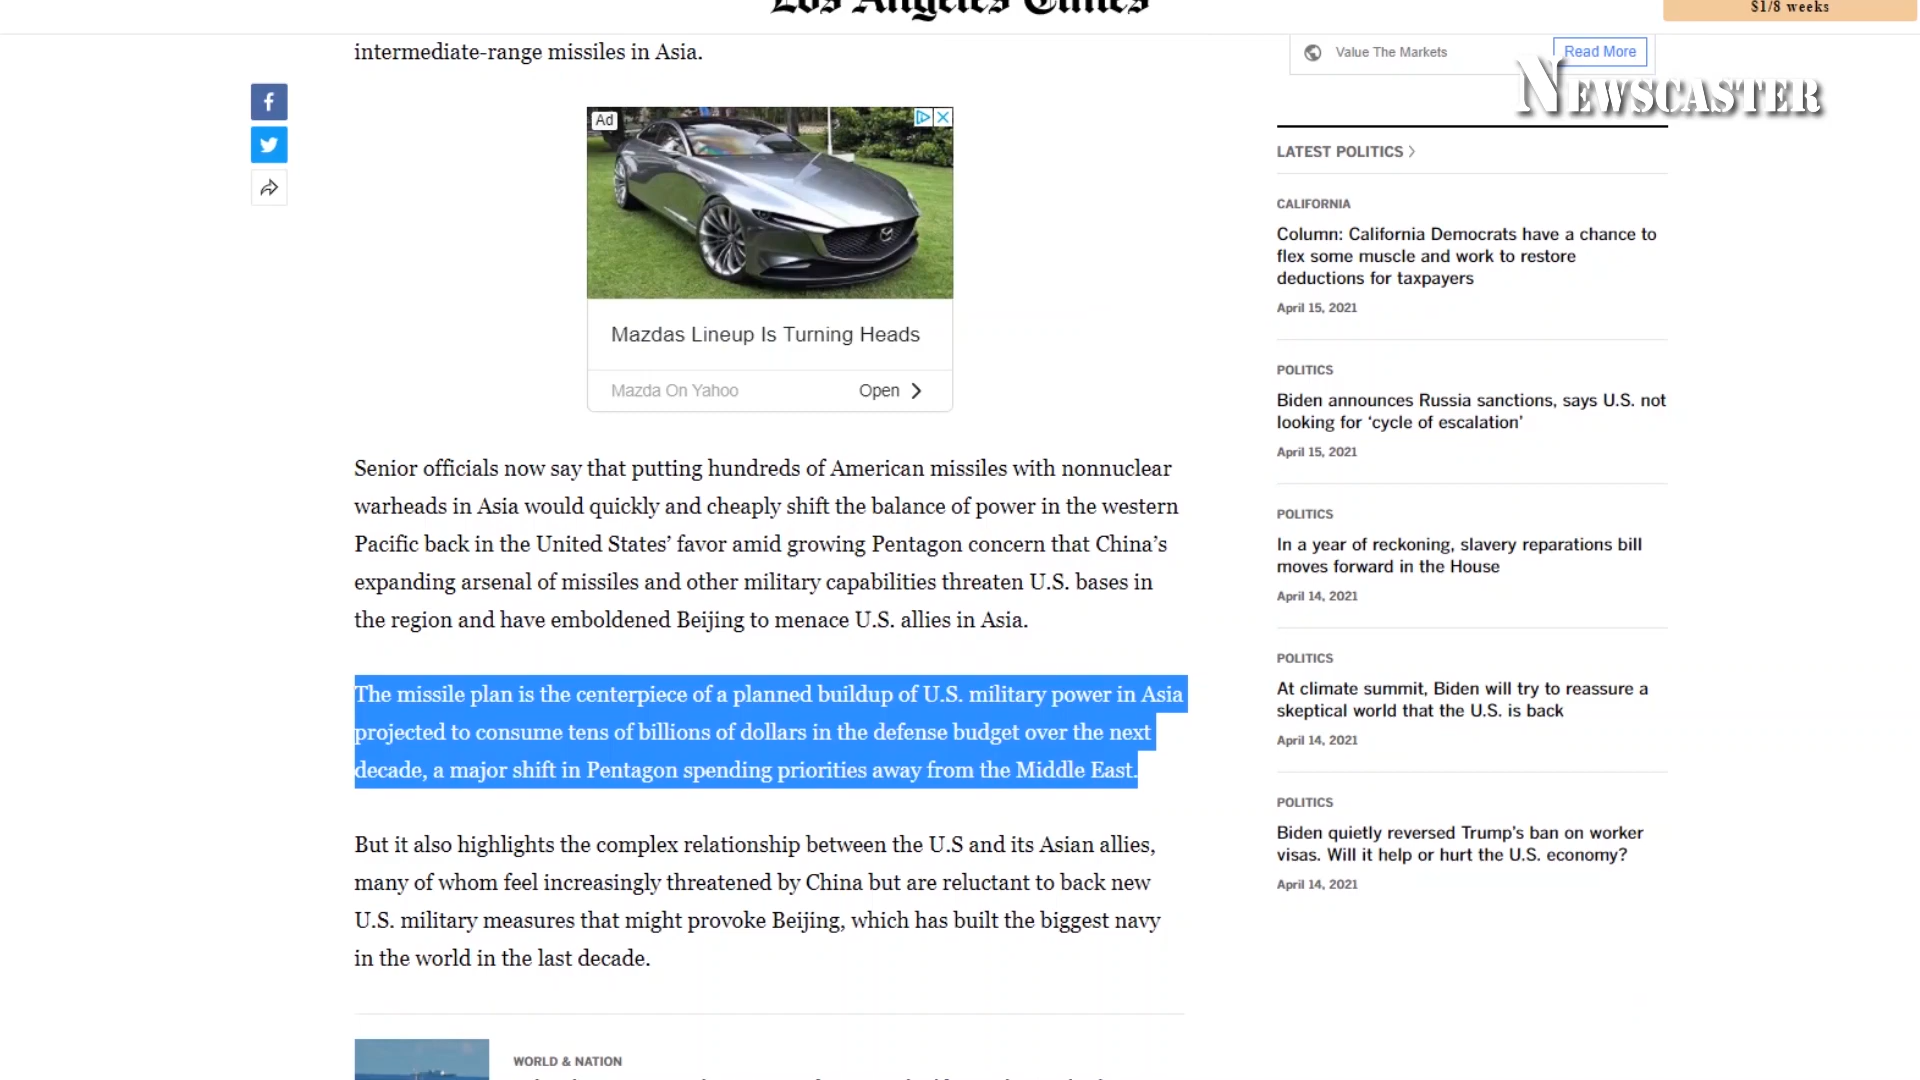 Los Angeles Times
$1/8 weeks
intermediate-range missiles in Asia.
Value The Markets
Read More
NEWSCASTER
Ad
Mazdas Lineup Is Turning Heads
Mazda On Yahoo
Open
Senior officials now say that putting hundreds of American missiles with nonnuclear
warheads in Asia would quickly and cheaply shift the balance of power in the western
Pacific back in the United States’ favor amid growing Pentagon concern that China’s
expanding arsenal of missiles and other military capabilities threaten U.S. bases in
the region and have emboldened Beijing to menace U.S. allies in Asia.
The missile plan is the centerpiece of a planned buildup of U.S. military power in Asia
projected to consume tens of billions of dollars in the defense budget over the next
decade, a major shift in Pentagon spending priorities away from the Middle East.
But it also highlights the complex relationship between the U.S and its Asian allies,
many of whom feel increasingly threatened by China but are reluctant to back new
U.S. military measures that might provoke Beijing, which has built the biggest navy
in the world in the last decade.
WORLD & NATION
LATEST POLITICS
CALIFORNIA
Column: California Democrats have a chance to
flex some muscle and work to restore
deductions for taxpayers
April 15, 2021
POLITICS
Biden announces Russia sanctions, says U.S. not
looking for ‘cycle of escalation’
April 15, 2021
POLITICS
In a year of reckoning, slavery reparations bill
moves forward in the House
April 14, 2021
POLITICS
At climate summit, Biden will try to reassure a
skeptical world that the U.S. is back
April 14, 2021
POLITICS
Biden quietly reversed Trump’s ban on worker
visas. Will it help or hurt the U.S. economy?
April 14, 2021